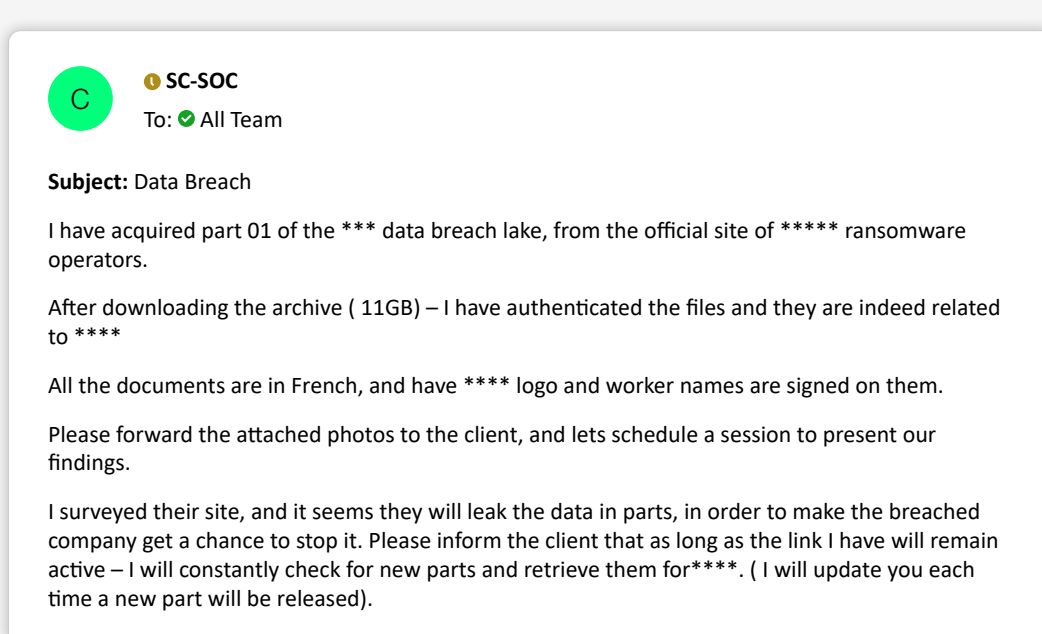 C
SC-SOC
To: All Team
Subject: Data Breach
I have acquired part 01 of the *** data breach lake, from the official site of ***** ransomware
operators.
After downloading the archive ( 11GB) – I have authenticated the files and they are indeed related
to ****
All the documents are in French, and have **** logo and worker names are signed on them.
Please forward the attached photos to the client, and lets schedule a session to present our
findings.
I surveyed their site, and it seems they will leak the data in parts, in order to make the breached
company get a chance to stop it. Please inform the client that as long as the link I have will remain
active – I will constantly check for new parts and retrieve them for****. ( I will update you each
time a new part will be released).